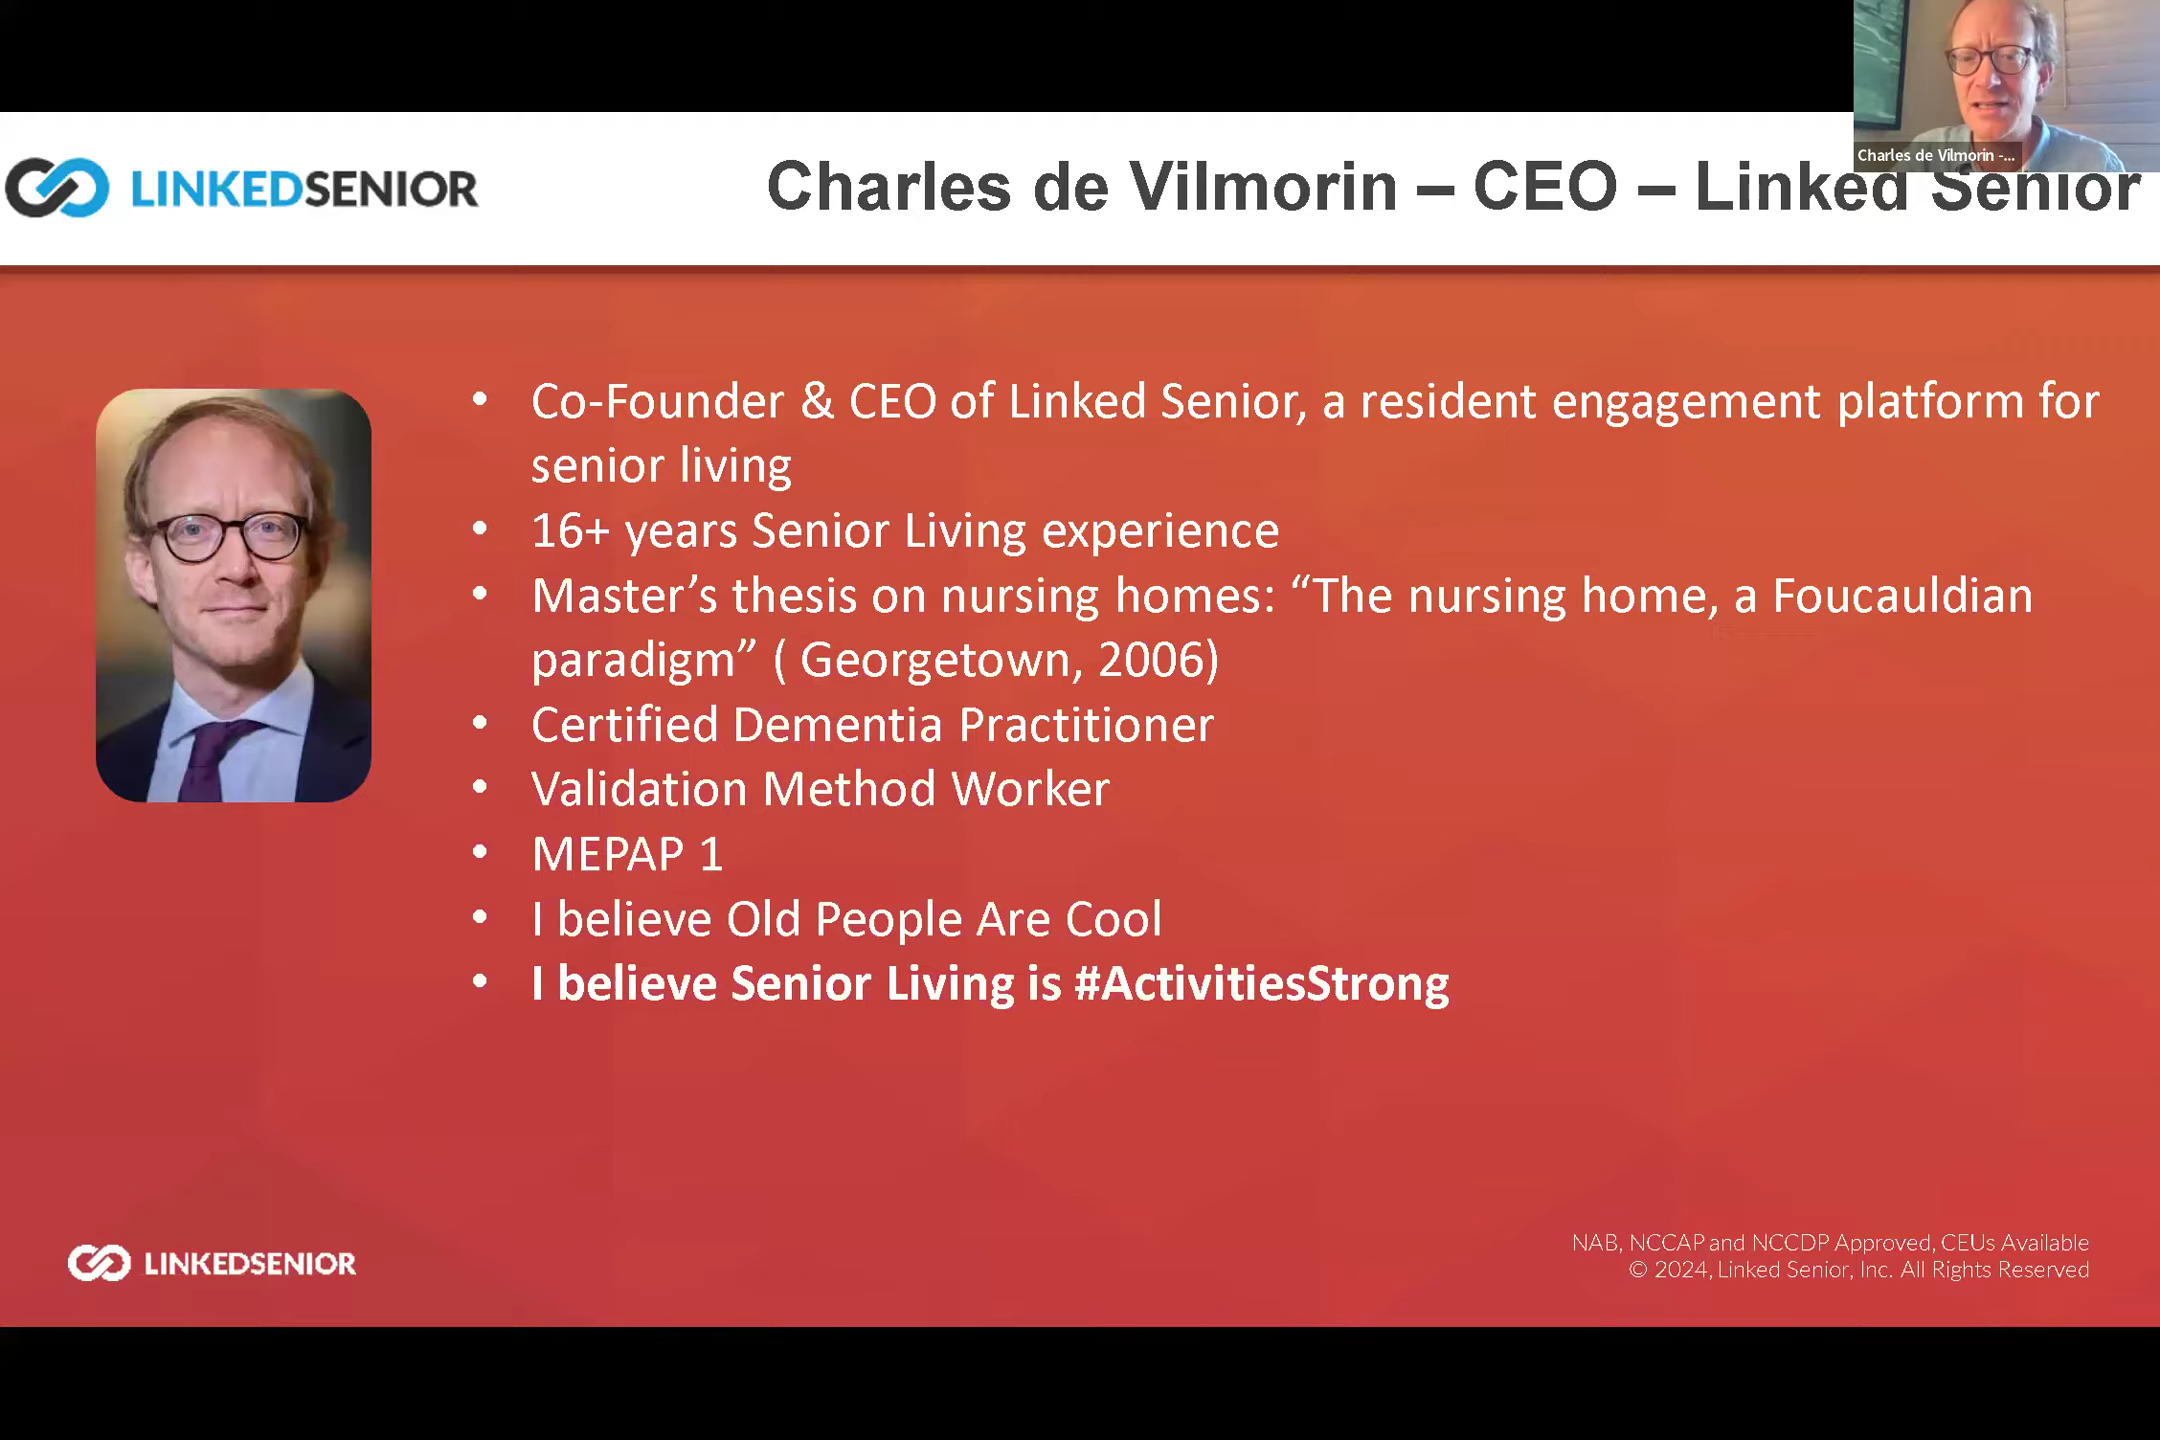 Charles de Vilmorin -...
LINKEDSENIOR
Charles de Vilmorin – CEO – Linked Senior
• Co-Founder & CEO of Linked Senior, a resident engagement platform for
senior living
• 16+ years Senior Living experience
• Master’s thesis on nursing homes: “The nursing home, a Foucauldian
paradigm” ( Georgetown, 2006)
• Certified Dementia Practitioner
• Validation Method Worker
• MEPAP 1
• I believe Old People Are Cool
• I believe Senior Living is #ActivitiesStrong
LINKEDSENIOR
NAB, NCCAP and NCCDP Approved, CEUs Available
© 2024, Linked Senior, Inc. All Rights Reserved